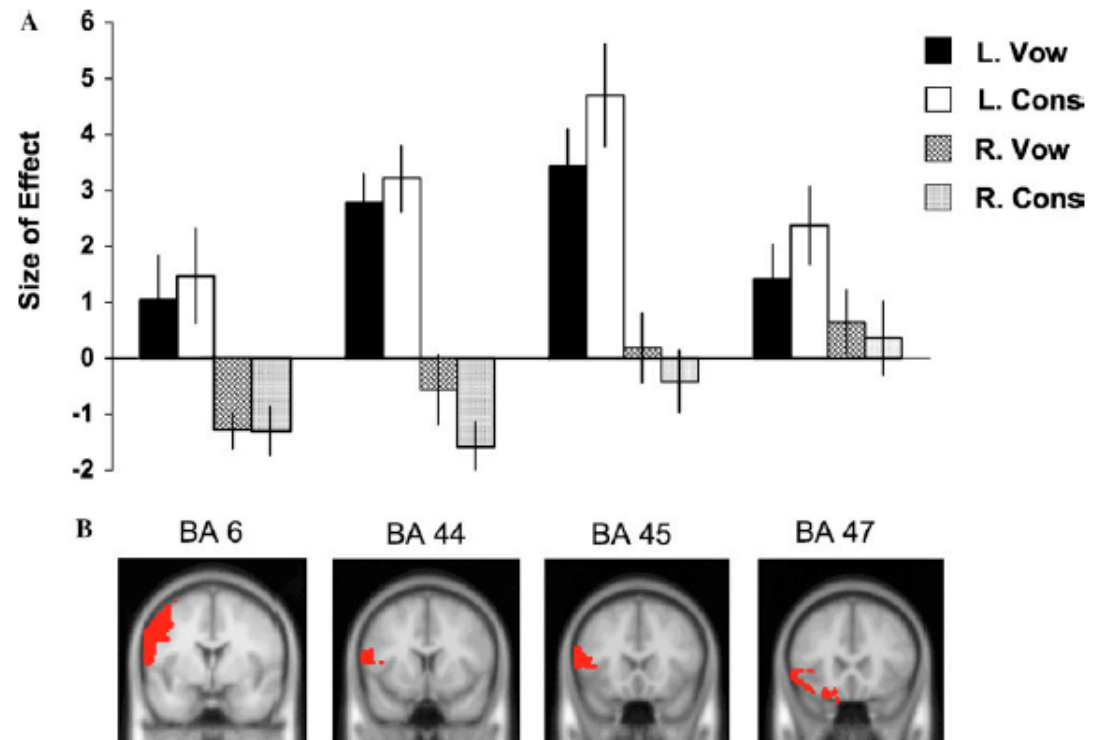 A
6
5
4
3
2
1
0
-1
-2
Size of Effect
L. Vow
L. Cons
R. Vow
R. Cons
B
BA 6
BA 44
BA 45
BA 47